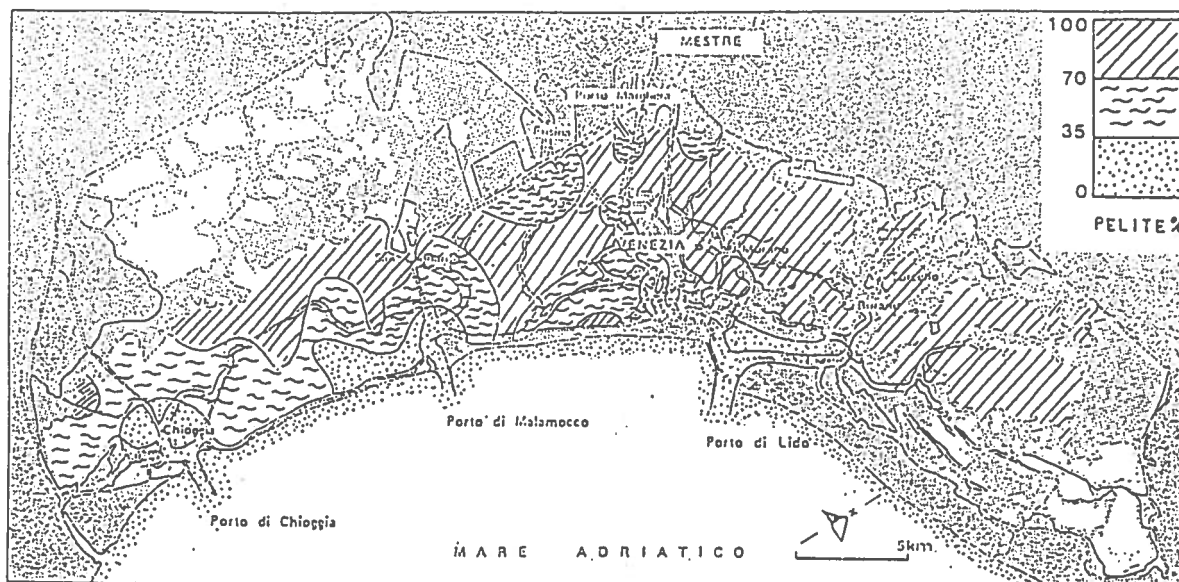 MESTRE
Porto Marghera
Fusina
VENEZIA
Murano
Burano
Torcello
Chioggia
Porto di Malamocco
Porto di Lido
Porto di Chioggia
MARE ADRIATICO
5km.
100
70
35
0
PELITE%